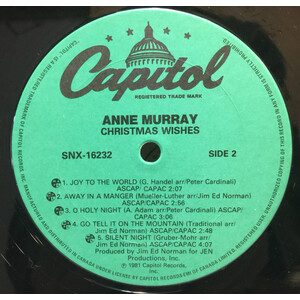 Capitol
REGISTERED TRADE MARK
ANNE MURRAY
CHRISTMAS WISHES
SNX-16232 SIDE 2
1. JOY TO THE WORLD (G. Handel arr/Peter Cardinali)
ASCAP/ CAPAC 2:07
2. AWAY IN A MANGER (Mueller-Luther arr/Jim Ed Norman)
ASCAP/CAPAC 2:56
3. O HOLY NIGHT (A. Adam arr/Peter Cardinali) ASCAP/
CAPAC 3:06
4. GO TELL IT ON THE MOUNTAIN (Traditional arr/
Jim Ed Norman) ASCAP/CAPAC 2:48
5. SILENT NIGHT (Gruber-Mohr arr/
Jim Ed Norman) ASCAP/CAPAC 4:07
Produced by Jim Ed Norman for JEN
Productions, Inc.
℗ 1981 Capitol Records,
Inc.